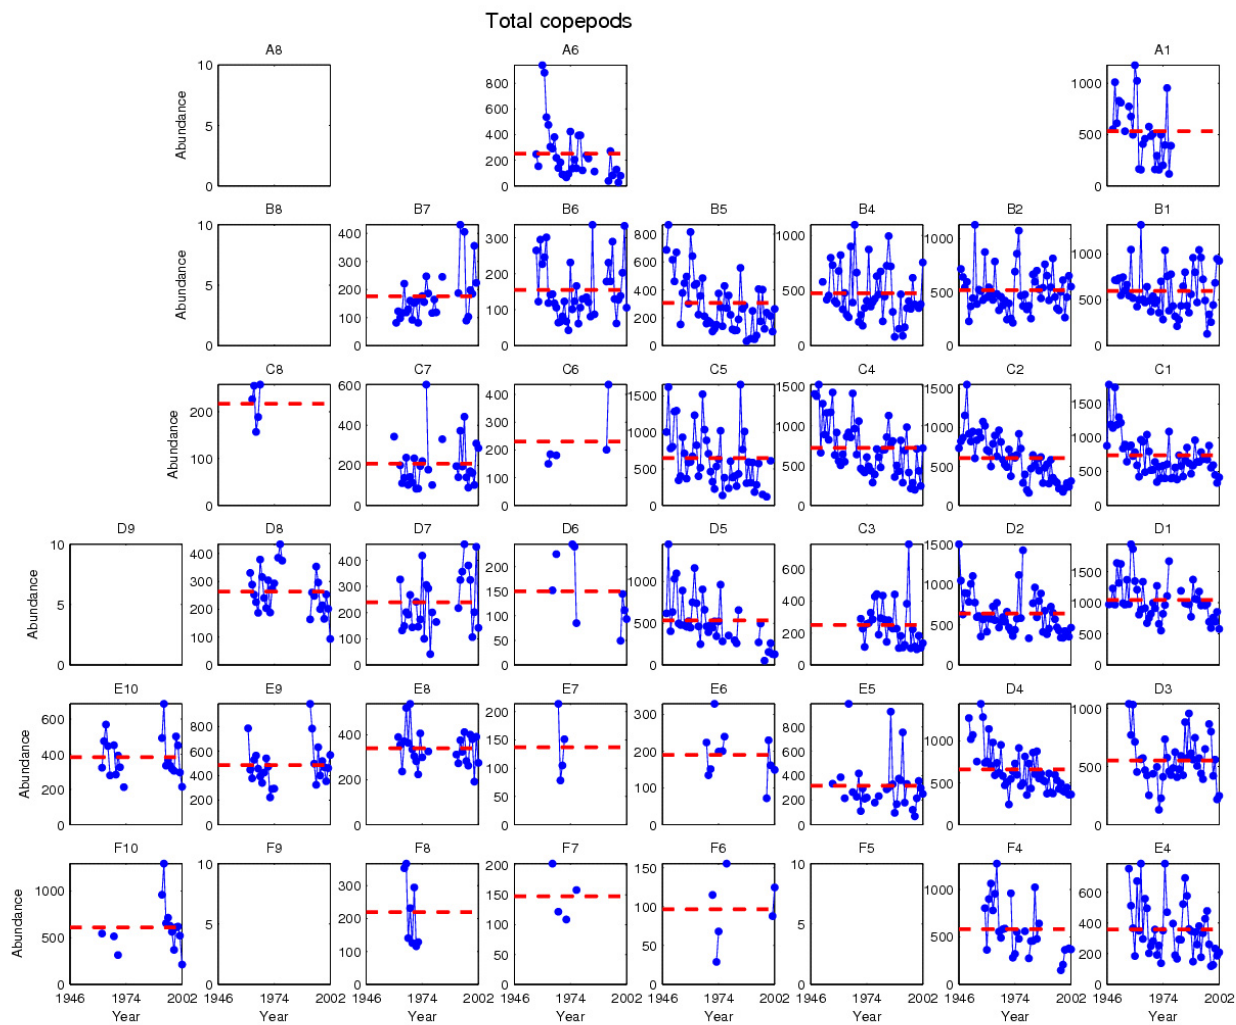 Total copepods
A8 A6 A1
10 800 1000
5 600 500
0 400 0
200
0
Abundance
B8 B7 B6 B5 B4 B2 B1
10 400 300 800 1000 1000 1000
5 300 200 600 500 500 500
0 200 100 400 0 0 0
100 0 200
0 0
Abundance
C8 C7 C6 C5 C4 C2 C1
200 600 400 1500 1500 1500 1500
100 400 300 1000 1000 1000 1000
0 200 200 500 500 500 500
0 100 0 0 0 0
0
Abundance
D9 D8 D7 D6 D5 C3 D2 D1
10 400 400 200 1000 600 1500 1500
5 300 300 150 500 400 1000 1000
0 200 200 100 0 200 500 500
100 100 50 0 0 0
0 0 0
Abundance
E10 E9 E8 E7 E6 E5 D4 D3
600 800 400 200 300 800 1000 1000
400 600 200 150 200 600 500 500
200 400 0 100 100 400 0 0
0 200 50 0 200
0 0 0
Abundance
F10 F9 F8 F7 F6 F5 F4 E4
1000 10 300 200 150 10 1000 600
500 5 200 150 100 5 500 400
0 0 100 100 50 0 0 200
0 50 0 0
0
Abundance
1946 1974 2002 1946 1974 2002 1946 1974 2002 1946 1974 2002 1946 1974 2002 1946 1974 2002 1946 1974 2002 1946 1974 2002
Year Year Year Year Year Year Year Year